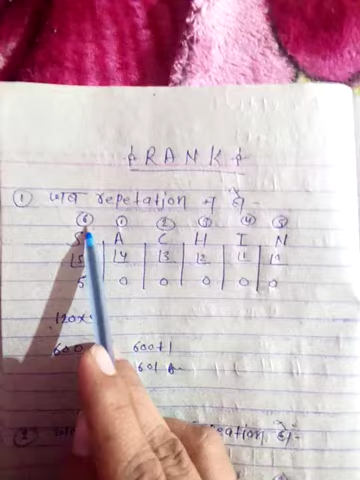 RANK
① जब repetation न हो -
⑥ ① ② ③ ④ ⑤
S A C H I N
⌊5 ⌊4 ⌊3 ⌊2 ⌊1 ⌊0
5 0 0 0 0 0
120×
600 600+1
601 A
②